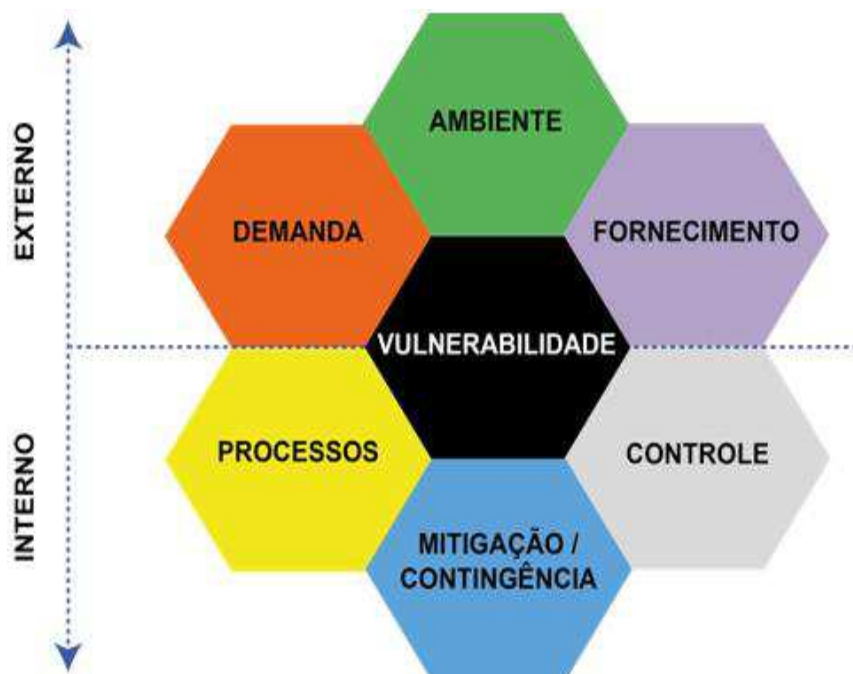 EXTERNO
AMBIENTE
DEMANDA
FORNECIMENTO
VULNERABILIDADE
INTERNO
PROCESSOS
CONTROLE
MITIGAÇÃO /
CONTINGÊNCIA